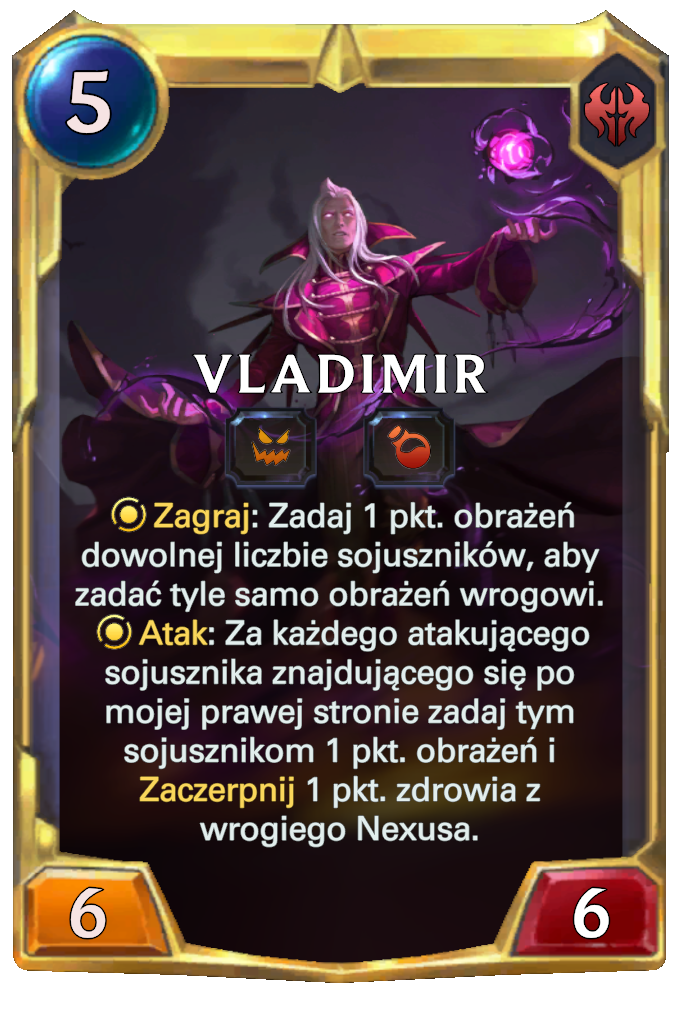 5
VLADIMIR
Zagraj: Zadaj 1 pkt. obrażeń
dowolnej liczbie sojuszników, aby
zadać tyle samo obrażeń wrogowi.
Atak: Za każdego atakującego
sojusznika znajdującego się po
mojej prawej stronie zadaj tym
sojusznikom 1 pkt. obrażeń i
Zaczerpnij 1 pkt. zdrowia z
wrogiego Nexusa.
6
6